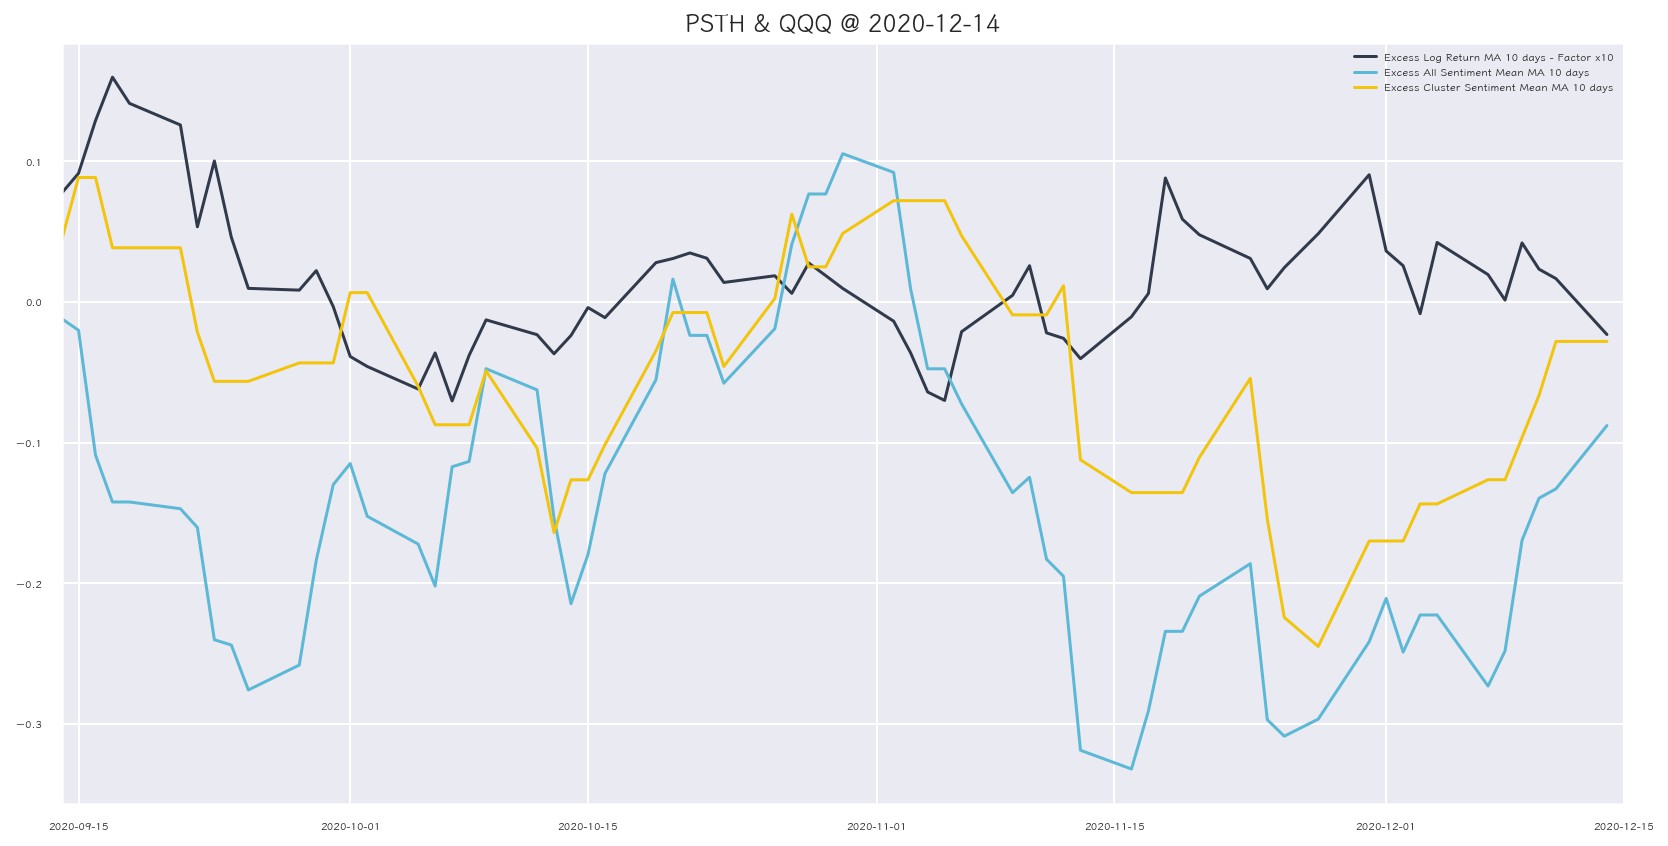 PSTH & QQQ @ 2020-12-14
Excess Log Return MA 10 days - Factor x10
Excess All Sentiment Mean MA 10 days
Excess Cluster Sentiment Mean MA 10 days
0.1
0.0
−0.1
−0.2
−0.3
2020-09-15 2020-10-01 2020-10-15 2020-11-01 2020-11-15 2020-12-01 2020-12-15